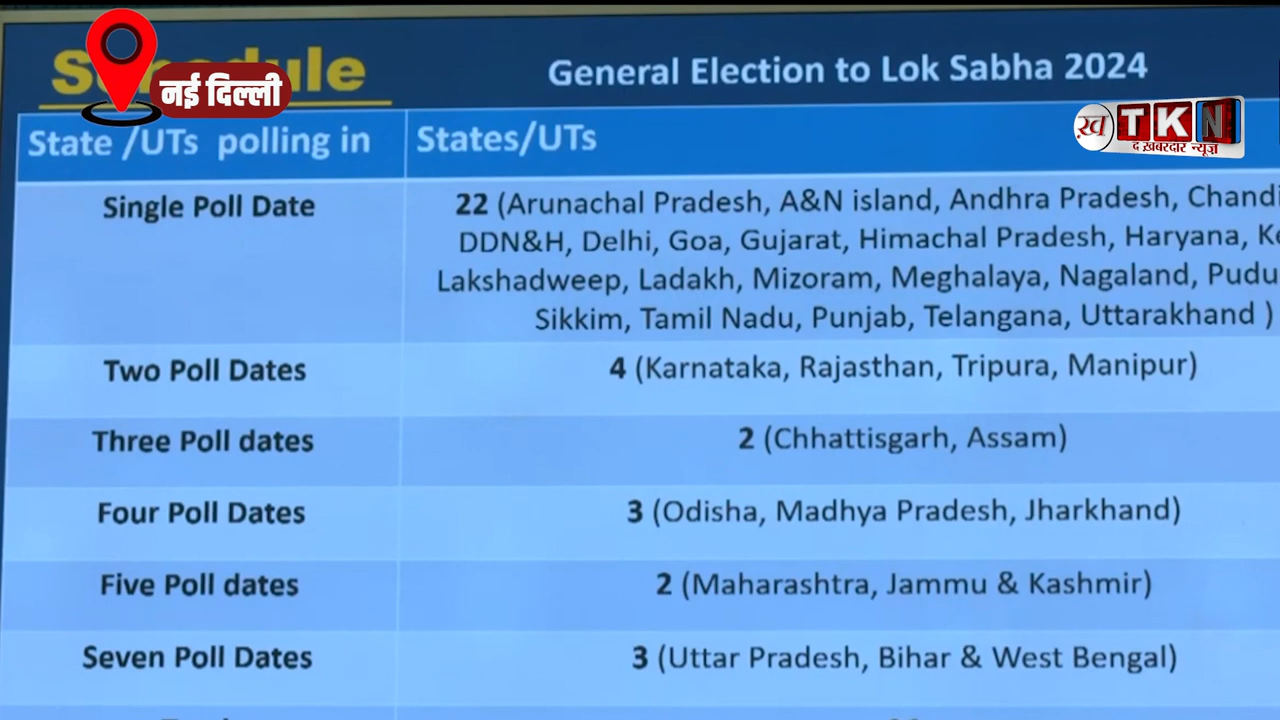 नई दिल्ली
General Election to Lok Sabha 2024
ख़ TKN
द ख़बरदार न्यूज़
State /UTs polling in
States/UTs
Single Poll Date
22 (Arunachal Pradesh, A&N island, Andhra Pradesh, Chandi
DDN&H, Delhi, Goa, Gujarat, Himachal Pradesh, Haryana, Ke
Lakshadweep, Ladakh, Mizoram, Meghalaya, Nagaland, Pudu
Sikkim, Tamil Nadu, Punjab, Telangana, Uttarakhand )
Two Poll Dates
4 (Karnataka, Rajasthan, Tripura, Manipur)
Three Poll dates
2 (Chhattisgarh, Assam)
Four Poll Dates
3 (Odisha, Madhya Pradesh, Jharkhand)
Five Poll dates
2 (Maharashtra, Jammu & Kashmir)
Seven Poll Dates
3 (Uttar Pradesh, Bihar & West Bengal)